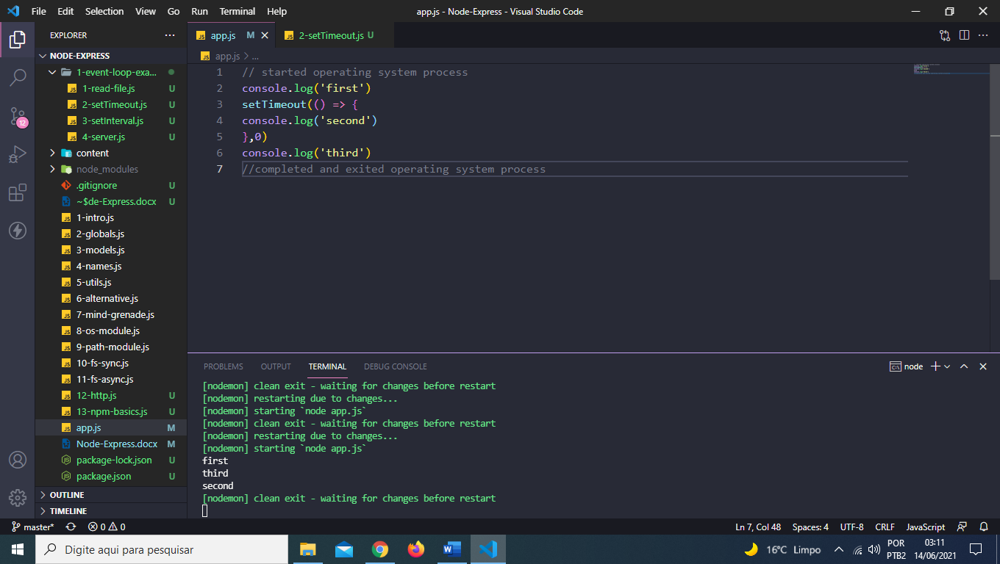 File Edit Selection View Go Run Terminal Help app.js - Node-Express - Visual Studio Code
EXPLORER
NODE-EXPRESS
1-event-loop-exa...
1-read-file.js U
2-setTimeout.js U
3-setInterval.js U
4-server.js U
content
node_modules
.gitignore U
~$de-Express.docx U
1-intro.js
2-globals.js
3-models.js
4-names.js
5-utils.js
6-alternative.js
7-mind-grenade.js
8-os-module.js
9-path-module.js
10-fs-sync.js
11-fs-async.js
12-http.js U
13-npm-basics.js U
app.js M
Node-Express.docx M
package-lock.json U
package.json U
OUTLINE
TIMELINE
12
app.js M 2-setTimeout.js U
app.js > ...
1 // started operating system process
2 console.log('first')
3 setTimeout(() => {
4 console.log('second')
5 },0)
6 console.log('third')
7 //completed and exited operating system process
PROBLEMS OUTPUT TERMINAL DEBUG CONSOLE node
[nodemon] clean exit - waiting for changes before restart
[nodemon] restarting due to changes...
[nodemon] starting `node app.js`
[nodemon] clean exit - waiting for changes before restart
[nodemon] restarting due to changes...
[nodemon] starting `node app.js`
first
third
second
[nodemon] clean exit - waiting for changes before restart
master* 0 0 Ln 7, Col 48 Spaces: 4 UTF-8 CRLF JavaScript
Digite aqui para pesquisar 16°C Limpo
POR 03:11
PTB2 14/06/2021